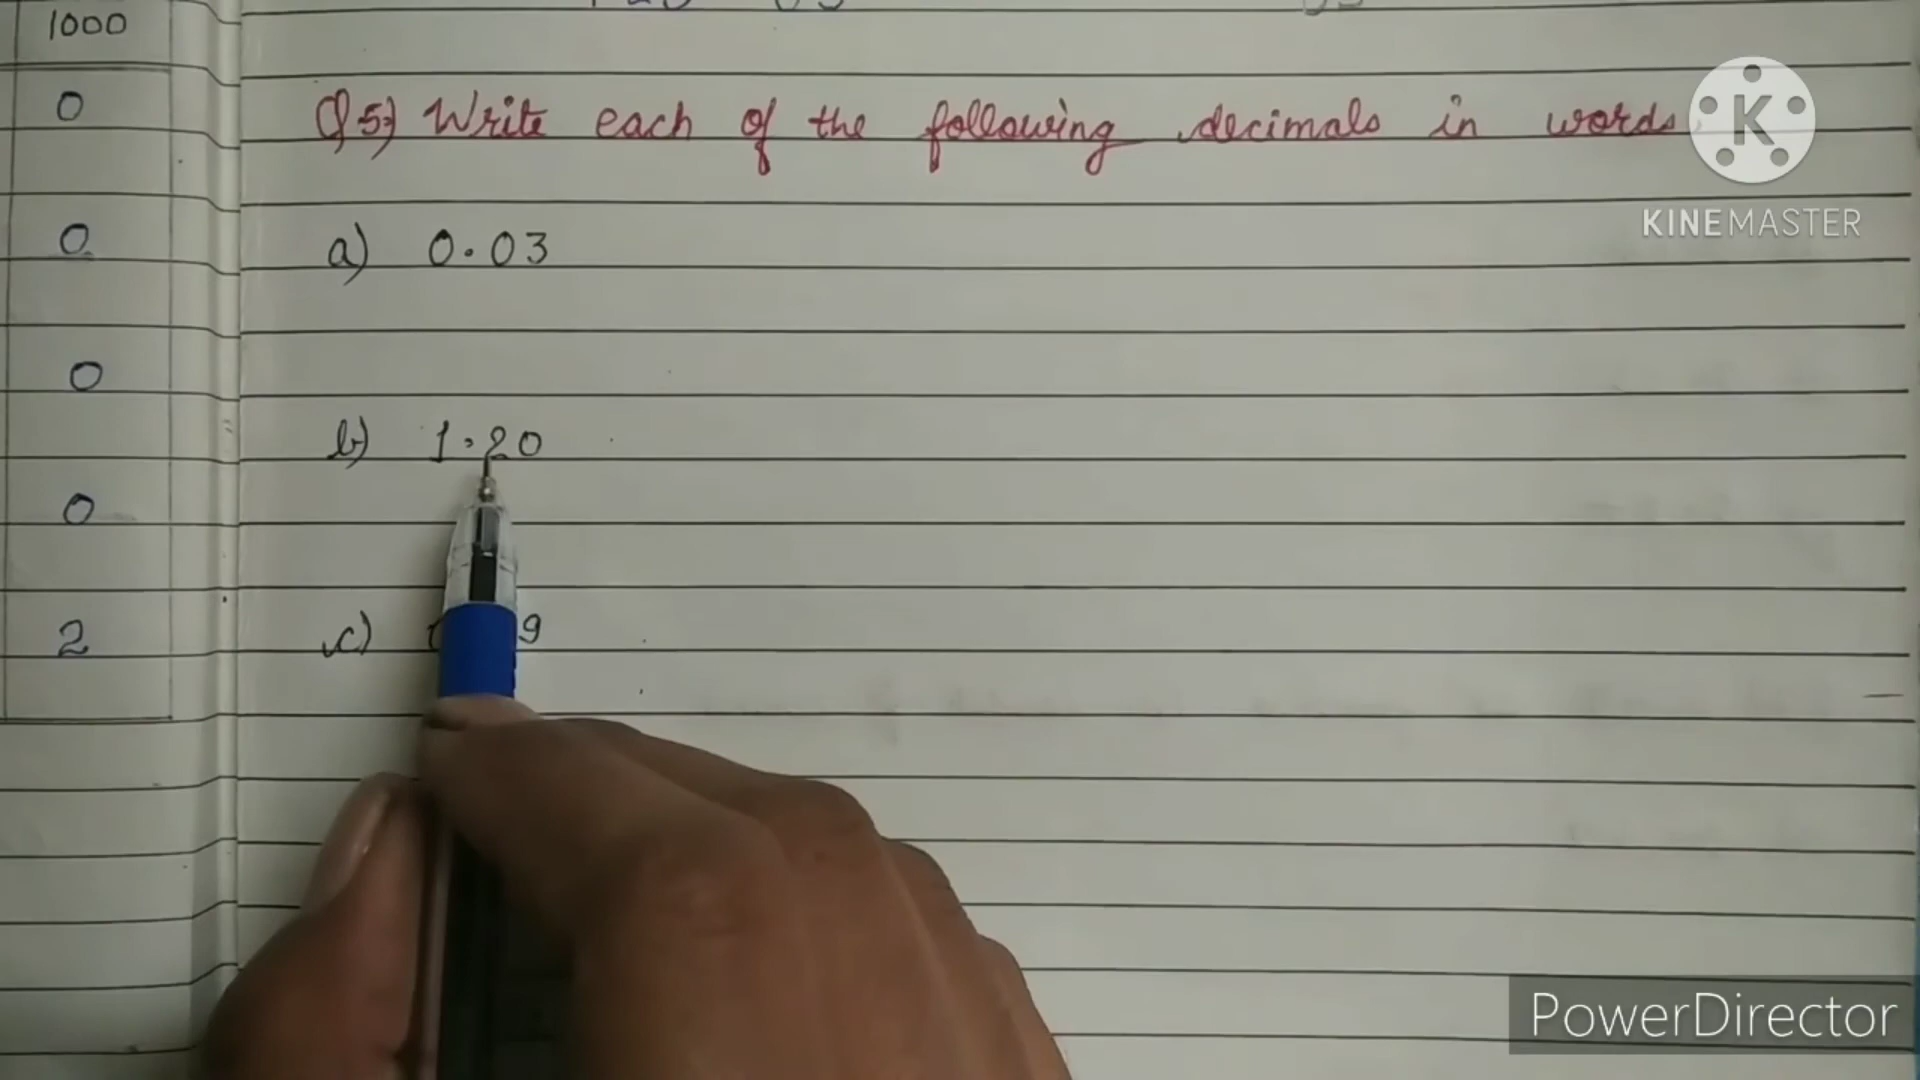 1000
0
Q5) Write each of the following decimals in words.
0
a) 0.03
0
b) 1.20
0
2
c) 9
KINEMASTER
PowerDirector